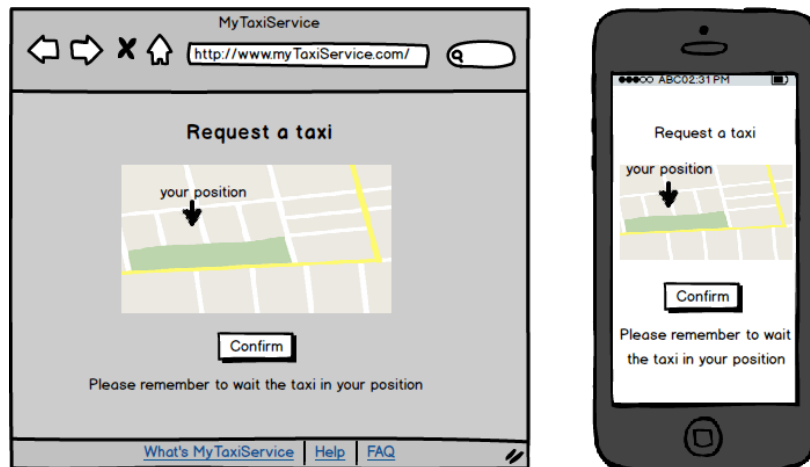 MyTaxiService
http://www.myTaxiService.com/
Request a taxi
your position
Confirm
Please remember to wait the taxi in your position
What's MyTaxiService | Help | FAQ
ABC02:31PM
Request a taxi
your position
Confirm
Please remember to wait
the taxi in your position